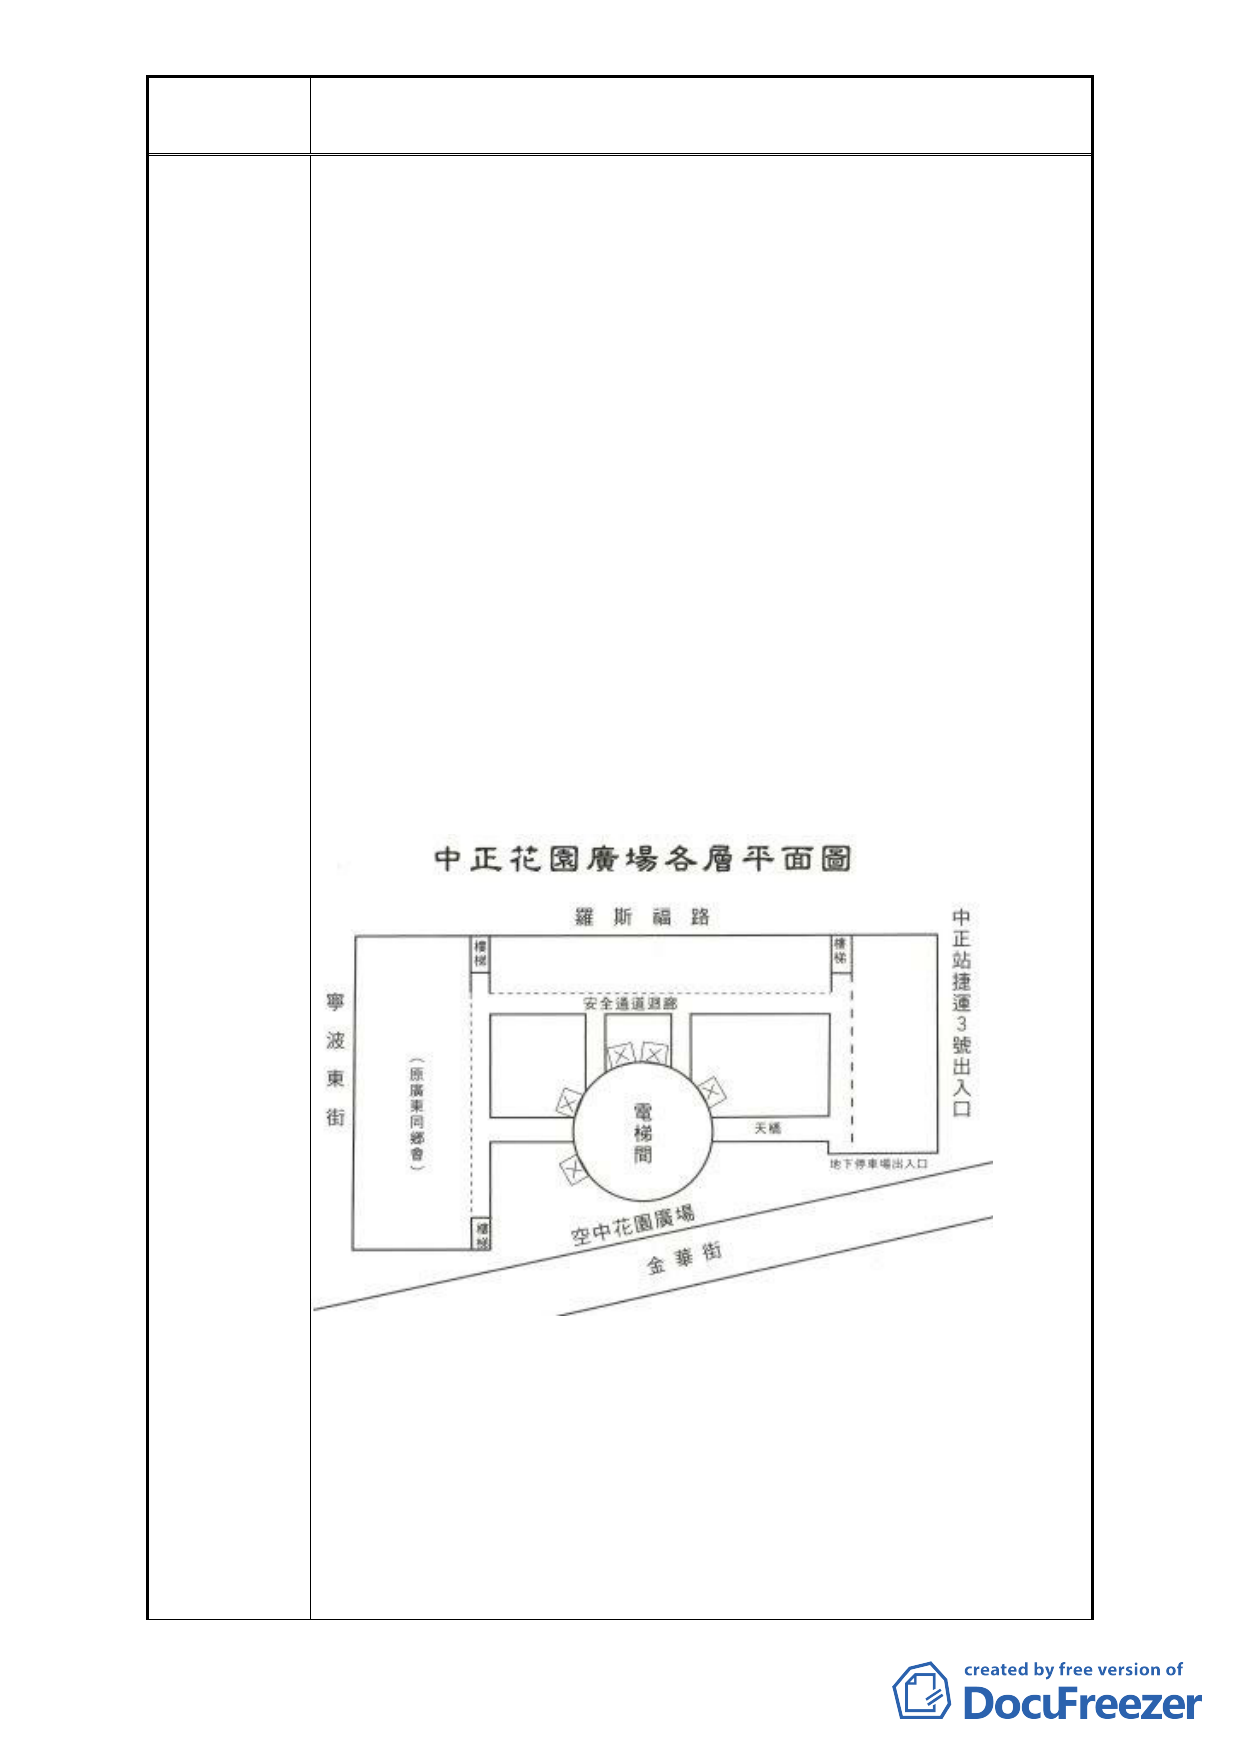 中正花園廣場各層平面圖
羅斯福路
中正站捷運3號出入口
樓梯
樓梯
安全通道迴廊
寧波東街
（原廣東同鄉會）
電梯間
天橋
地下停車場出入口
樓梯
空中花園廣場
金華街
created by free version of
DocuFreezer